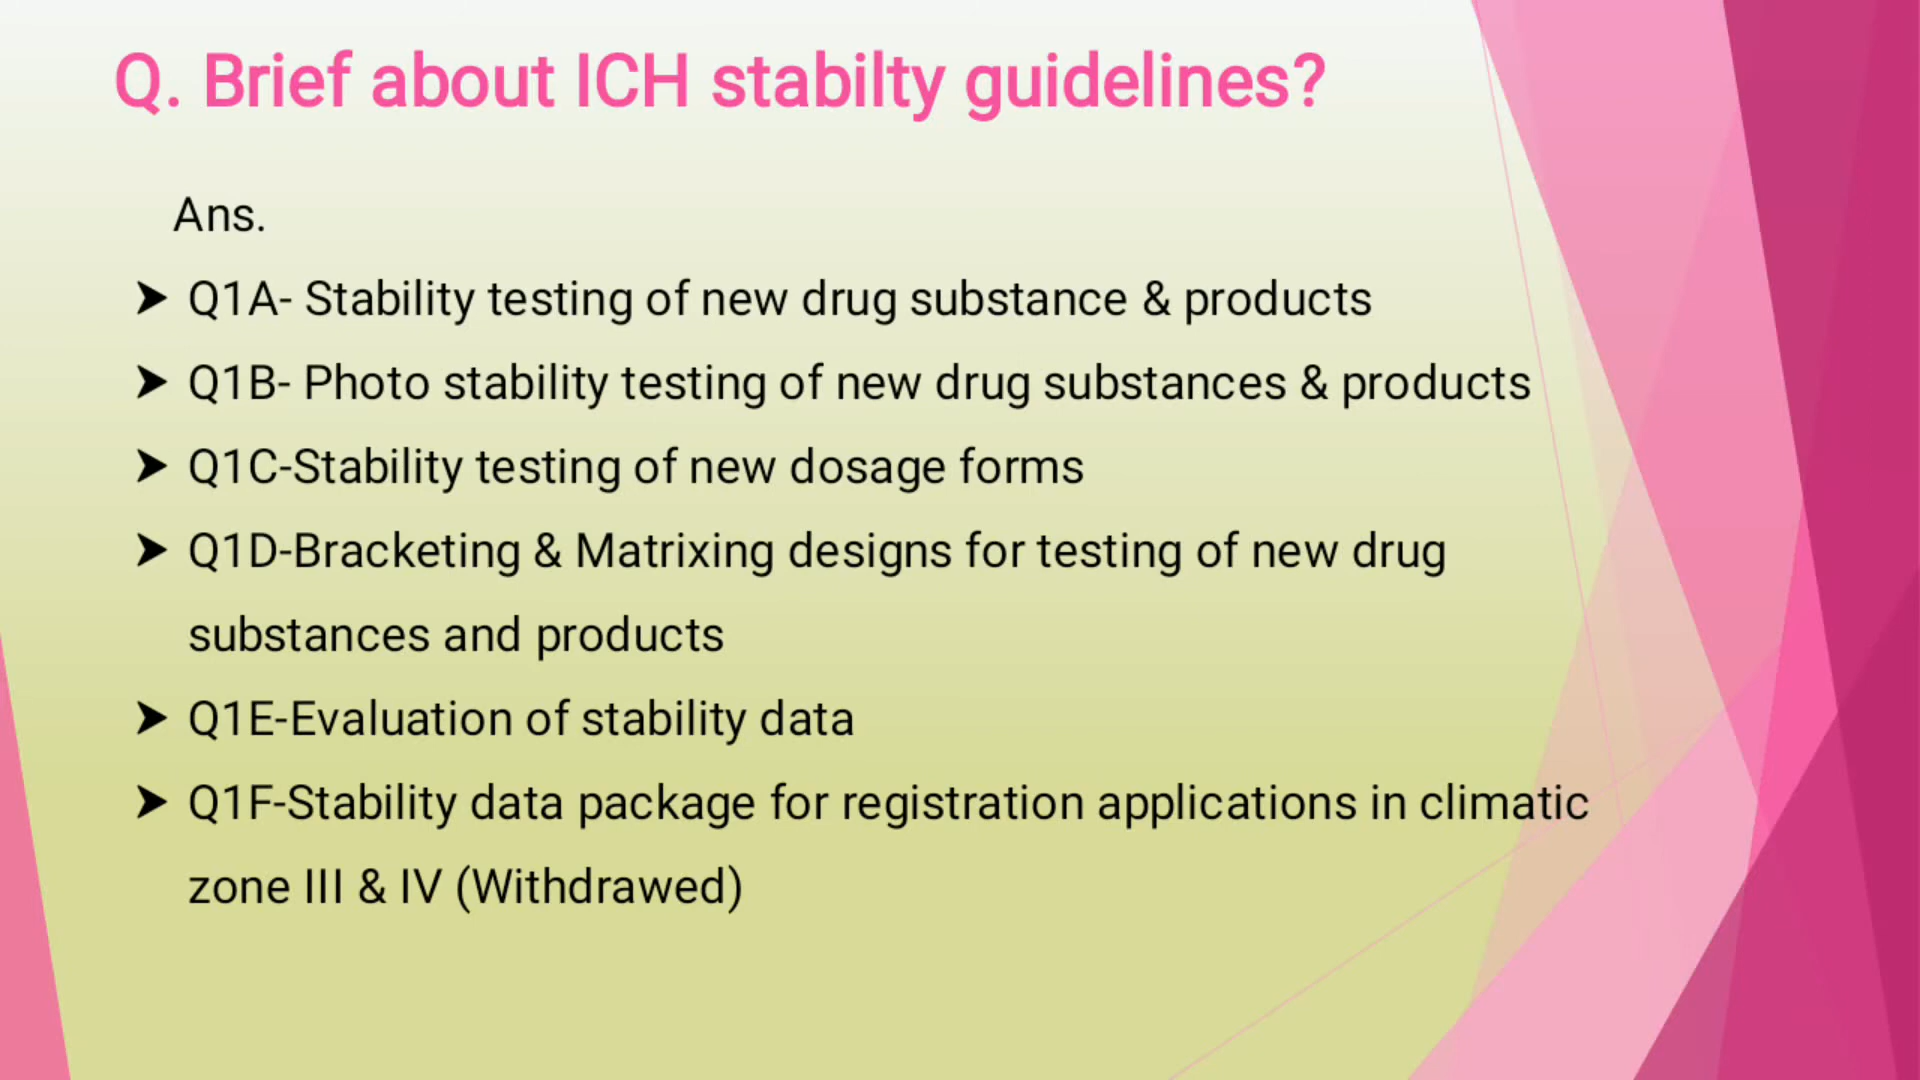 Q. Brief about ICH stabilty guidelines?
Ans.
➤ Q1A- Stability testing of new drug substance & products
➤ Q1B- Photo stability testing of new drug substances & products
➤ Q1C-Stability testing of new dosage forms
➤ Q1D-Bracketing & Matrixing designs for testing of new drug
substances and products
➤ Q1E-Evaluation of stability data
➤ Q1F-Stability data package for registration applications in climatic
zone III & IV (Withdrawed)